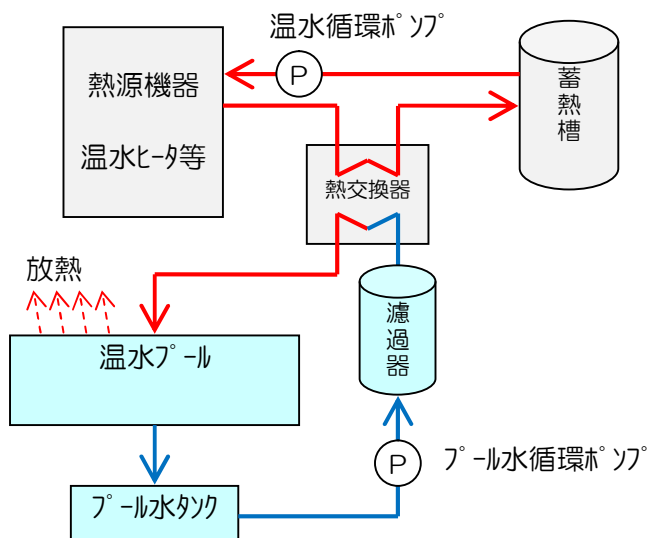 温水循環ﾎﾟﾝﾌﾟ
P
熱源機器
温水ﾋｰﾀ等
蓄熱槽
熱交換器
放熱
濾過器
温水ﾌﾟｰﾙ
P
ﾌﾟｰﾙ水循環ﾎﾟﾝﾌﾟ
ﾌﾟｰﾙ水ﾀﾝｸ